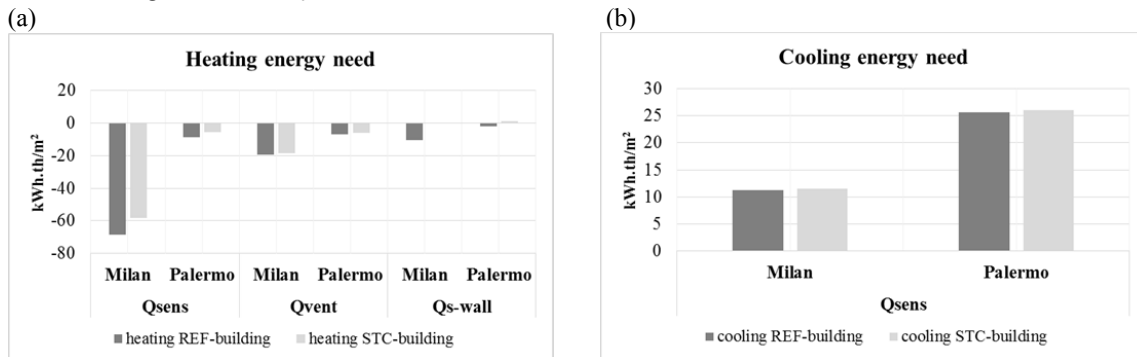 (a)
Heating energy need
kWh.th/m²
20
0
-20
-40
-60
-80
Milan Palermo Milan Palermo Milan Palermo
Qsens Qvent Qs-wall
heating REF-building heating STC-building
(b)
Cooling energy need
kWh.th/m²
30
25
20
15
10
5
0
Milan Palermo
Qsens
cooling REF-building cooling STC-building